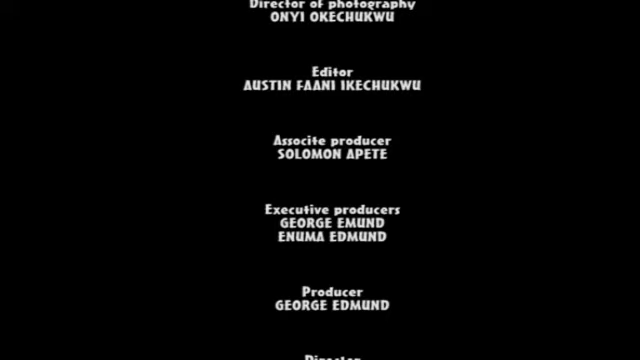 Director of photography
ONYI OKECHUKWU
Editor
AUSTIN FAANI IKECHUKWU
Associte producer
SOLOMON APETE
Executive producers
GEORGE EMUND
ENUMA EDMUND
Producer
GEORGE EDMUND
Director